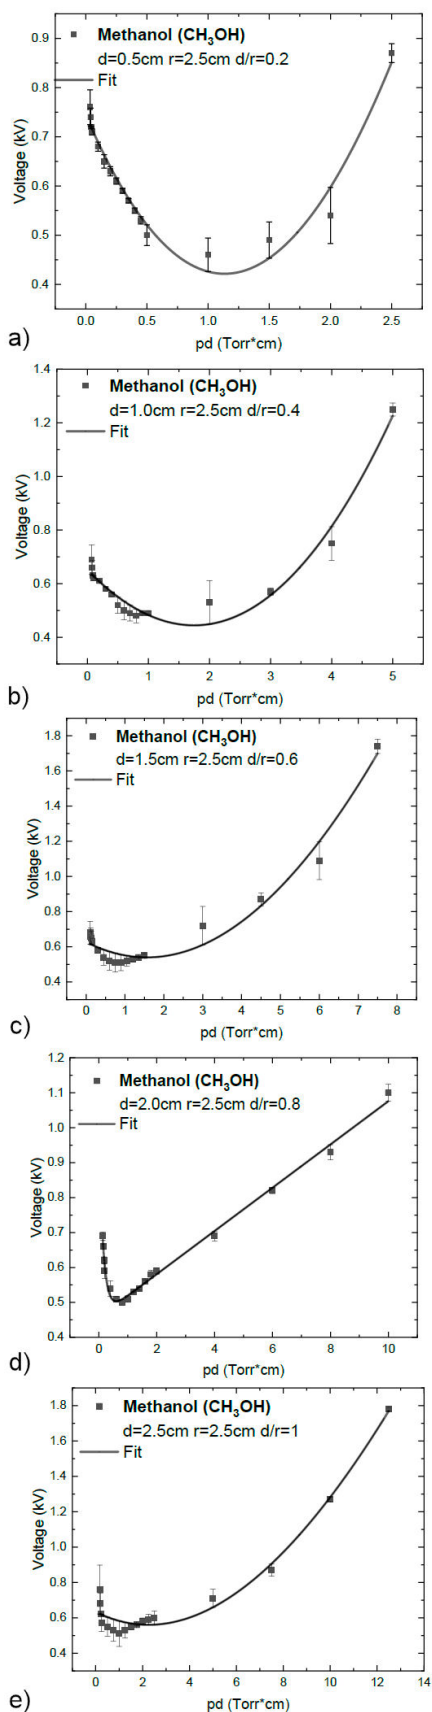 Methanol (CH₃OH)
d=0.5cm r=2.5cm d/r=0.2
Fit
0.9
0.8
0.7
0.6
0.5
0.4
Voltage (kV)
0.0 0.5 1.0 1.5 2.0 2.5
pd (Torr*cm)
a)
Methanol (CH₃OH)
d=1.0cm r=2.5cm d/r=0.4
Fit
1.4
1.2
1.0
0.8
0.6
0.4
Voltage (kV)
0 1 2 3 4 5
pd (Torr*cm)
b)
Methanol (CH₃OH)
d=1.5cm r=2.5cm d/r=0.6
Fit
1.8
1.6
1.4
1.2
1.0
0.8
0.6
0.4
Voltage (kV)
0 1 2 3 4 5 6 7 8
pd (Torr*cm)
c)
Methanol (CH₃OH)
d=2.0cm r=2.5cm d/r=0.8
Fit
1.2
1.1
1.0
0.9
0.8
0.7
0.6
0.5
0.4
Voltage (kV)
0 2 4 6 8 10
pd (Torr*cm)
d)
Methanol (CH₃OH)
d=2.5cm r=2.5cm d/r=1
Fit
1.8
1.6
1.4
1.2
1.0
0.8
0.6
0.4
Voltage (kV)
0 2 4 6 8 10 12 14
pd (Torr*cm)
e)